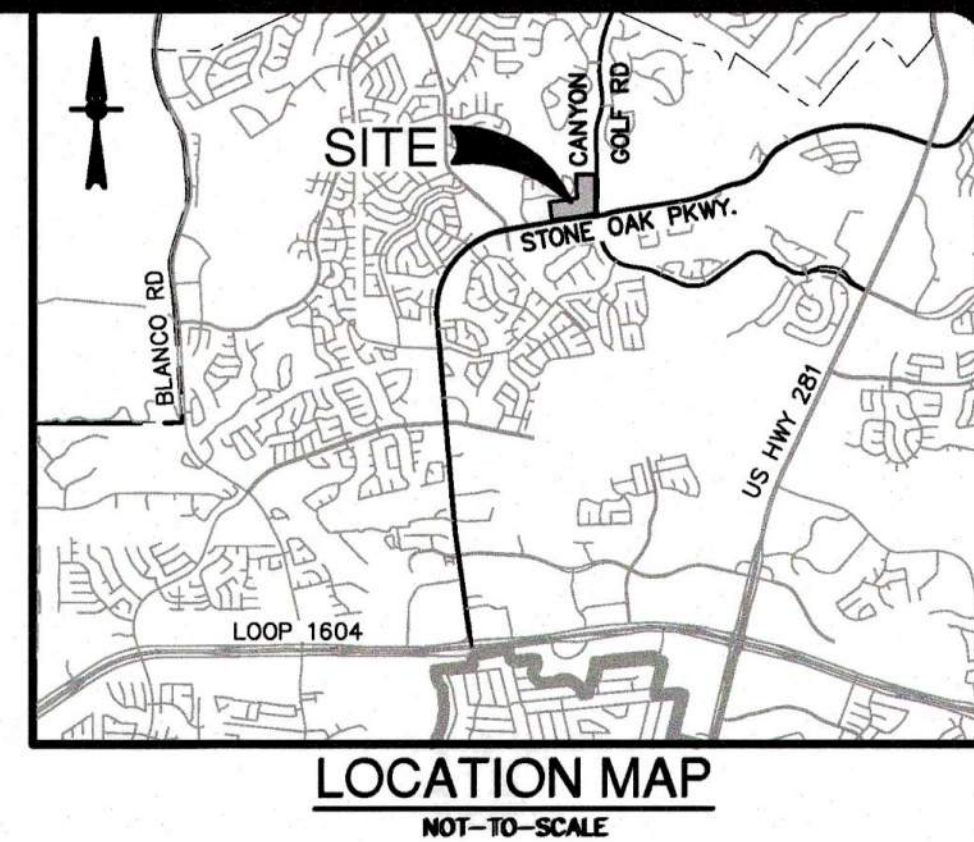 CANYON
GOLF RD
SITE
STONE OAK PKWY.
BLANCO RD
US HWY 281
LOOP 1604
LOCATION MAP
NOT-TO-SCALE